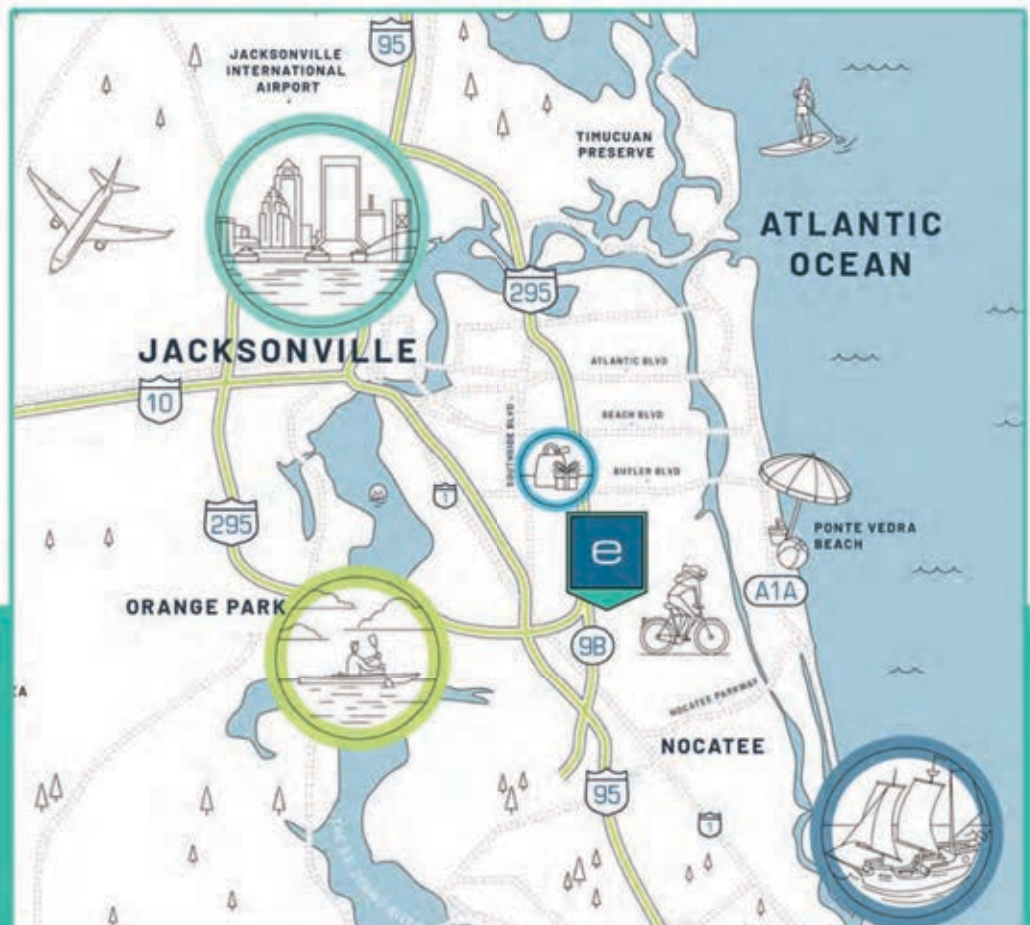 95
JACKSONVILLE
INTERNATIONAL
AIRPORT
TIMUCUAN
PRESERVE
ATLANTIC
OCEAN
295
JACKSONVILLE
ATLANTIC BLVD
10
BEACH BLVD
SOUTHSIDE BLVD
BUTLER BLVD
1
295
PONTE VEDRA
BEACH
e
A1A
ORANGE PARK
9B
EA
NOCATEE PARKWAY
NOCATEE
95
1